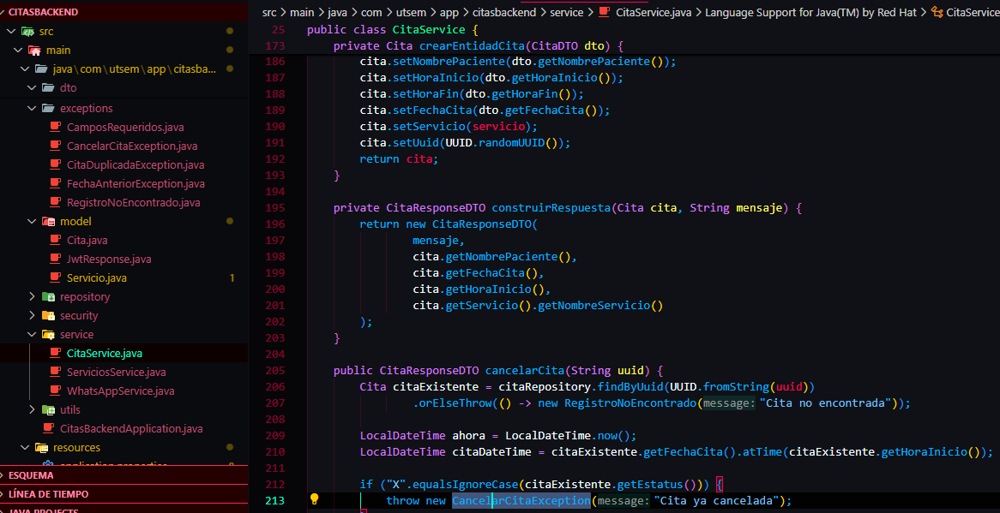 CITASBACKEND
src
main
java\com\utsem\app\citasba...
dto
exceptions
CamposRequeridos.java
CancelarCitaException.java
CitaDuplicadaException.java
FechaAnteriorException.java
RegistroNoEncontrado.java
model
Cita.java
JwtResponse.java
Servicio.java 1
repository
security
service
CitaService.java
ServiciosService.java
WhatsAppService.java
utils
CitasBackendApplication.java
resources
ESQUEMA
LÍNEA DE TIEMPO
JAVA PROJECTS
src > main > java > com > utsem > app > citasbackend > service > CitaService.java > Language Support for Java(TM) by Red Hat > CitaService
25 public class CitaService {
173 private Cita crearEntidadCita(CitaDTO dto) {
186 cita.setNombrePaciente(dto.getNombrePaciente());
187 cita.setHoraInicio(dto.getHoraInicio());
188 cita.setHoraFin(dto.getHoraFin());
189 cita.setFechaCita(dto.getFechaCita());
190 cita.setServicio(servicio);
191 cita.setUuid(UUID.randomUUID());
192 return cita;
193 }
194
195 private CitaResponseDTO construirRespuesta(Cita cita, String mensaje) {
196 return new CitaResponseDTO(
197 mensaje,
198 cita.getNombrePaciente(),
199 cita.getFechaCita(),
200 cita.getHoraInicio(),
201 cita.getServicio().getNombreServicio()
202 );
203 }
204
205 public CitaResponseDTO cancelarCita(String uuid) {
206 Cita citaExistente = citaRepository.findByUuid(UUID.fromString(uuid))
207 .orElseThrow(() -> new RegistroNoEncontrado(message:"Cita no encontrada"));
208
209 LocalDateTime ahora = LocalDateTime.now();
210 LocalDateTime citaDateTime = citaExistente.getFechaCita().atTime(citaExistente.getHoraInicio());
211
212 if ("X".equalsIgnoreCase(citaExistente.getEstatus())) {
213 throw new CancelarCitaException(message:"Cita ya cancelada");